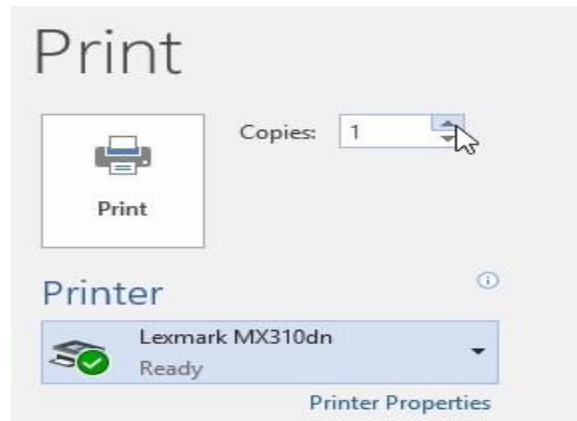 Print
Copies: 1
Print
Printer
Lexmark MX310dn
Ready
Printer Properties